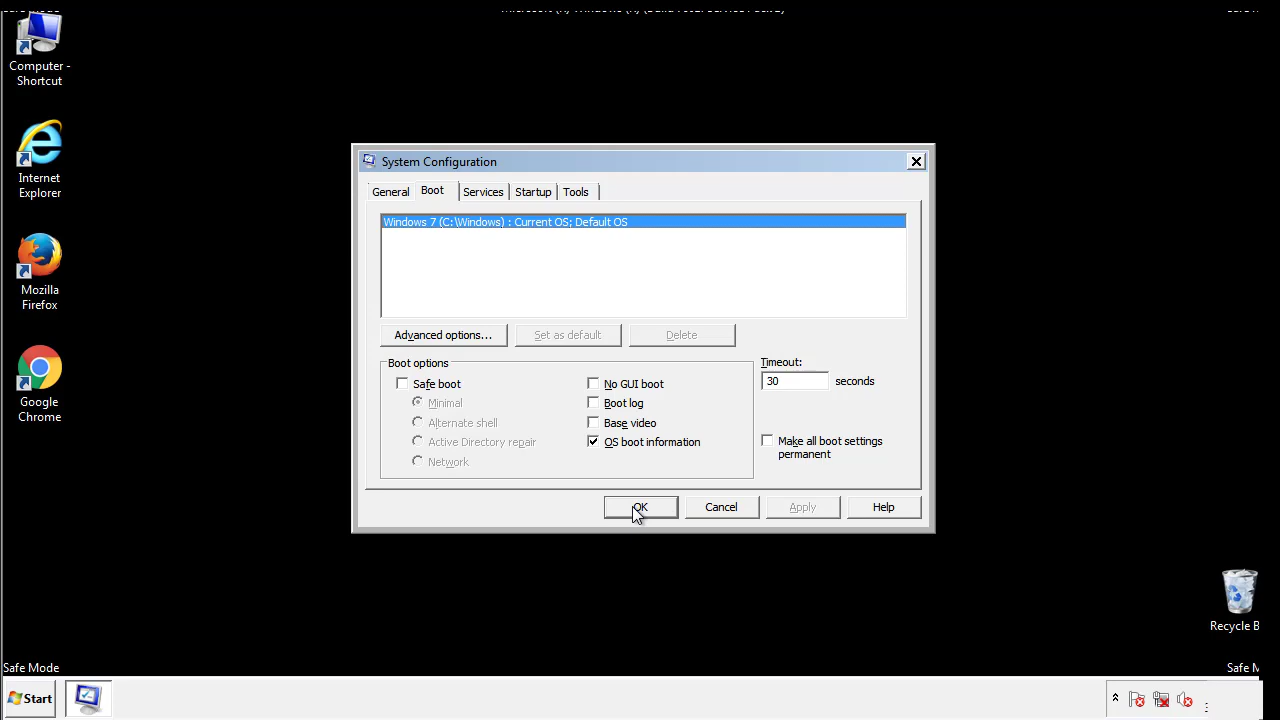 Computer -
Shortcut
Internet
Explorer
Mozilla
Firefox
Google
Chrome
System Configuration
General Boot Services Startup Tools
Windows 7 (C:\Windows) : Current OS; Default OS
Advanced options... Set as default Delete
Boot options
Timeout:
30 seconds
Safe boot
Minimal
Alternate shell
Active Directory repair
Network
No GUI boot
Boot log
Base video
OS boot information
Make all boot settings
permanent
OK Cancel Apply Help
Recycle B
Safe Mode
Safe M
Start